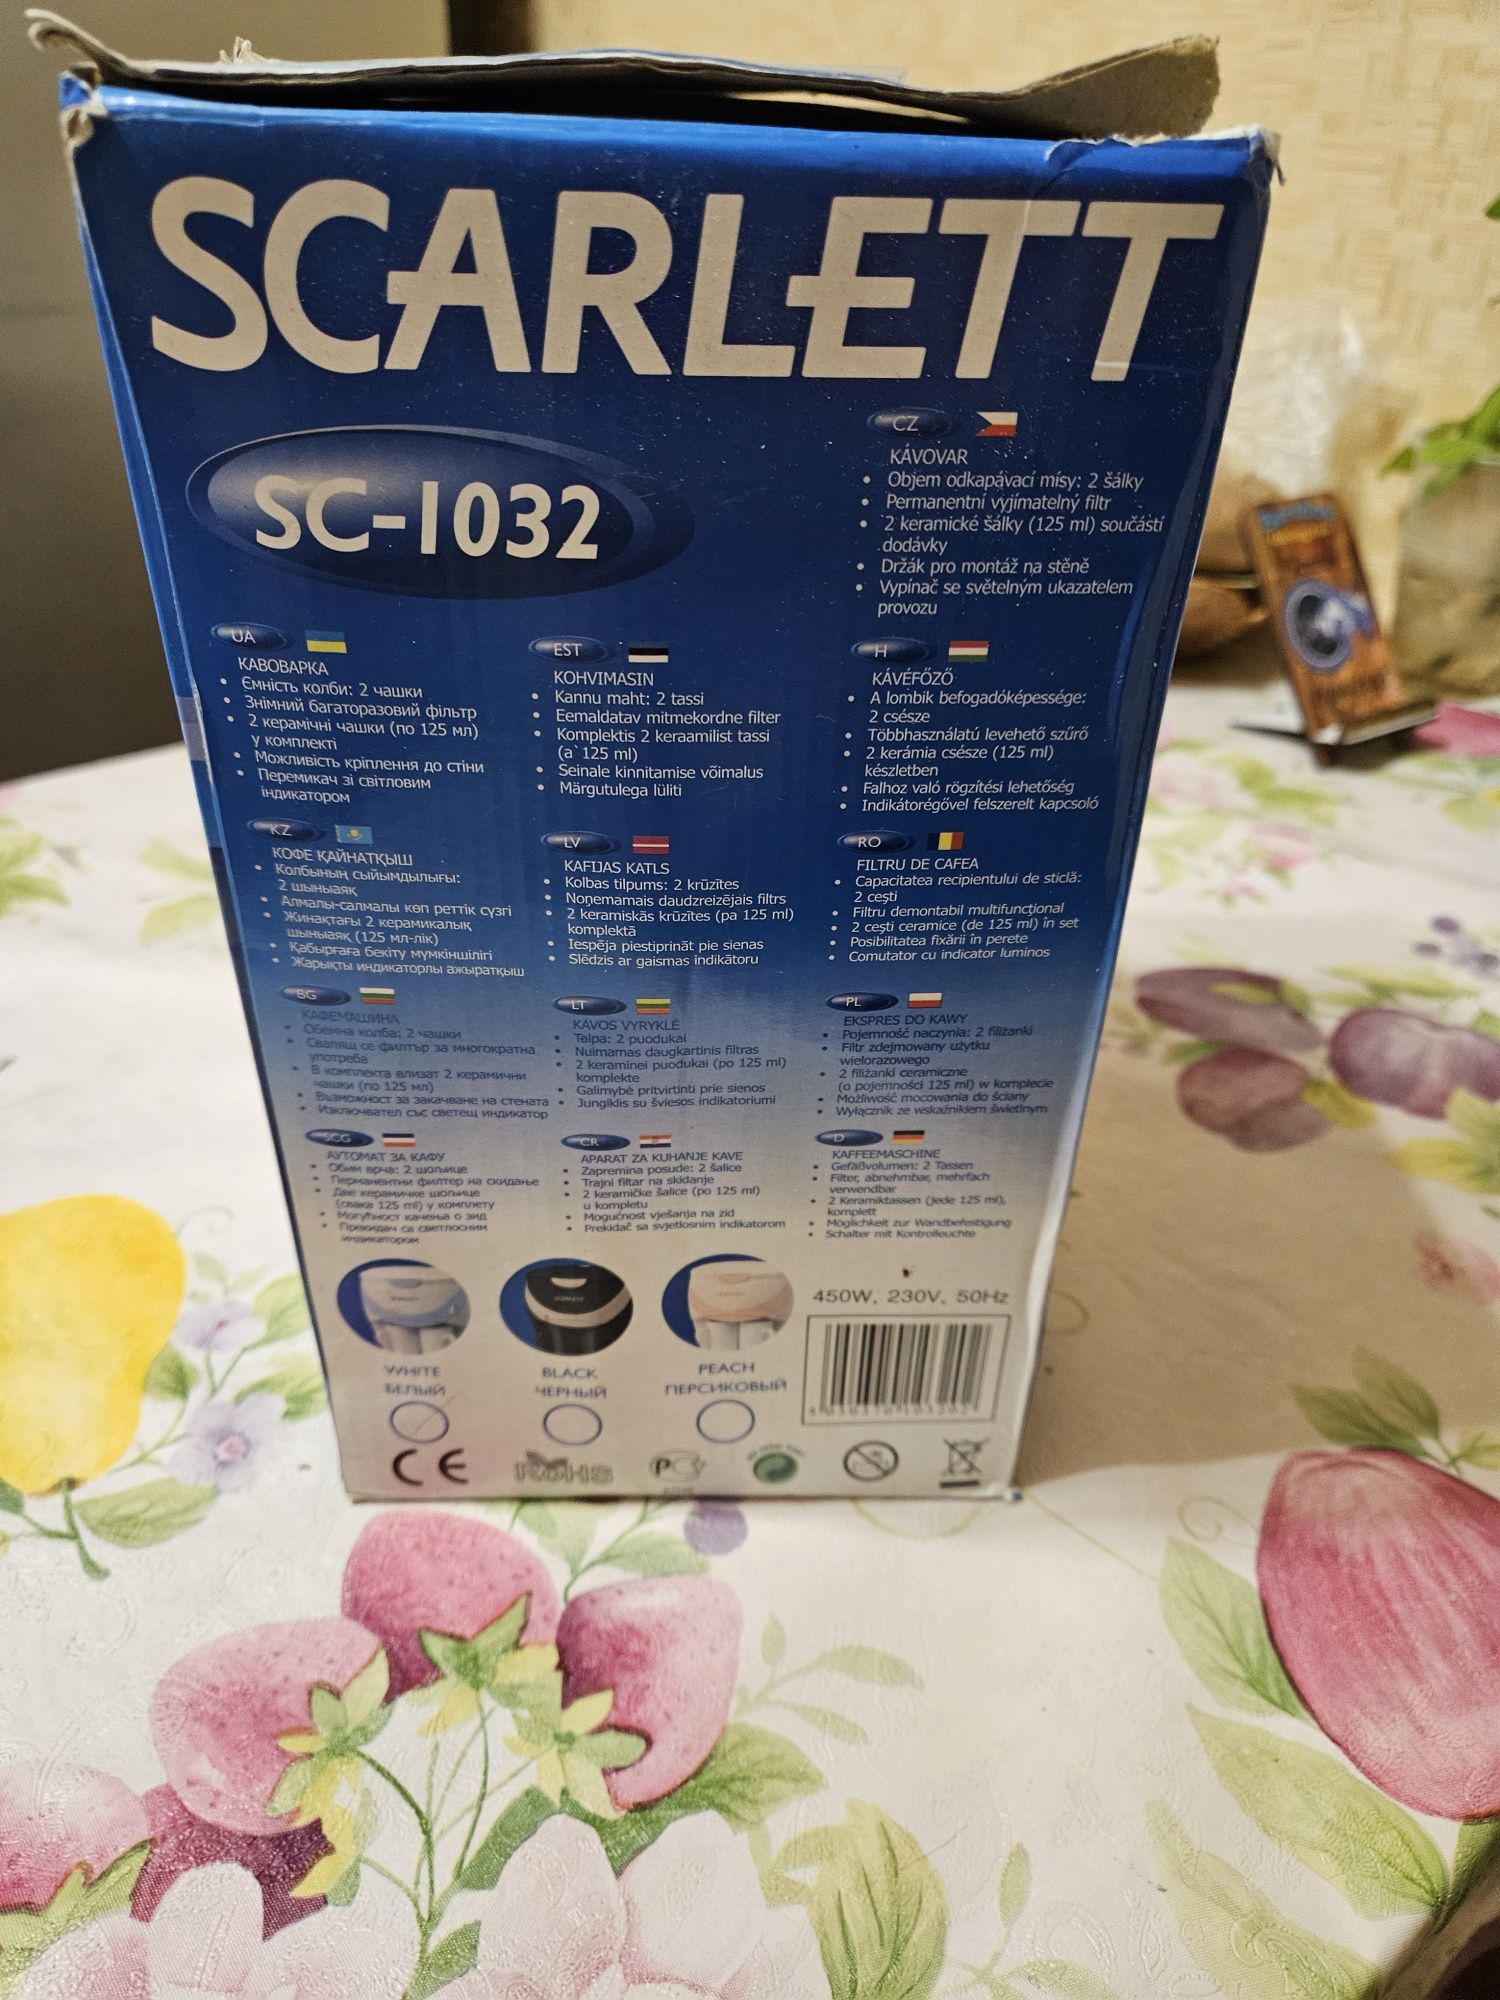 SCARLETT
SC-1032
CZ
KÁVOVAR
• Objem odkapávací mísy: 2 šálky
• Permanentní vyjímatelný filtr
• 2 keramické šálky (125 ml) součástí
dodávky
• Držák pro montáž na stěně
• Vypínač se světelným ukazatelem
provozu
UA
КАВОВАРКА
• Ємність колби: 2 чашки
• Знімний багаторазовий фільтр
• 2 керамічні чашки (по 125 мл)
у комплекті
• Можливість кріплення до стіни
• Перемикач зі світловим
індикатором
EST
KOHVIMASIN
• Kannu maht: 2 tassi
• Eemaldatav mitmekordne filter
• Komplektis 2 keraamilist tassi
(a`125 ml)
• Seinale kinnitamise võimalus
• Märgutulega lüliti
H
KÁVÉFŐZŐ
• A lombik befogadóképessége:
2 csésze
• Többhasználatú levehető szűrő
• 2 kerámia csésze (125 ml)
készletben
• Falhoz való rögzítési lehetőség
• Indikátorégővel felszerelt kapcsoló
KZ
КОФЕ ҚАЙНАТҚЫШ
• Колбының сыйымдылығы:
2 шыныаяқ
• Алмалы-салмалы көп реттік сүзгі
• Жинақтағы 2 керамикалық
шыныаяқ (125 мл-лік)
• Қабырғаға бекіту мүмкіншілігі
• Жарықты индикаторлы ажыратқыш
LV
KAFIJAS KATLS
• Kolbas tilpums: 2 krūzītes
• Noņemamais daudzreizējais filtrs
• 2 keramiskās krūzītes (pa 125 ml)
komplektā
• Iespēja piestiprināt pie sienas
• Slēdzis ar gaismas indikātoru
RO
FILTRU DE CAFEA
• Capacitatea recipientului de sticlă:
2 cești
• Filtru demontabil multifuncțional
• 2 cești ceramice (de 125 ml) în set
• Posibilitatea fixării în perete
• Comutator cu indicator luminos
BG
КАФЕМАШИНА
• Обемна колба: 2 чашки
• Свалящ се филтър за многократна
употреба
• В комплекта влизат 2 керамични
чашки (по 125 мл)
• Възможност за закачване на стената
• Изключвател със светещ индикатор
LT
KAVOS VYRYKLĖ
• Talpa: 2 puodukai
• Nuimamas daugkartinis filtras
• 2 keraminei puodukai (po 125 ml)
komplekte
• Galimybė pritvirtinti prie sienos
• Jungiklis su šviesos indikatoriumi
PL
EKSPRES DO KAWY
• Pojemność naczynia: 2 filiżanki
• Filtr zdejmowany użytku
wielorazowego
• 2 filiżanki ceramiczne
(o pojemności 125 ml) w komplecie
• Możliwość mocowania do ściany
• Wyłącznik ze wskaźnikiem świetlnym
SCG
АУТОМАТ ЗА КАФУ
• Обим врча: 2 шољице
• Перманентни филтер на скидање
• Две керамичке шољице
(свака 125 ml) у комплету
• Могућност качења о зид
• Прекидач са светлосним
индикатором
CR
APARAT ZA KUHANJE KAVE
• Zapremina posude: 2 šalice
• Trajni filtar na skidanje
• 2 keramičke šalice (po 125 ml)
u kompletu
• Mogućnost vješanja na zid
• Prekidač sa svjetlosnim indikatorom
D
KAFFEEMASCHINE
• Gefäßvolumen: 2 Tassen
• Filter, abnehmbar, mehrfach
verwendbar
• 2 Keramiktassen (jede 125 ml),
komplett
• Möglichkeit zur Wandbefestigung
• Schalter mit Kontrolleuchte
450W, 230V, 50Hz
WHITE
БЕЛЫЙ
BLACK
ЧЕРНЫЙ
PEACH
ПЕРСИКОВЫЙ
CE
RoHS